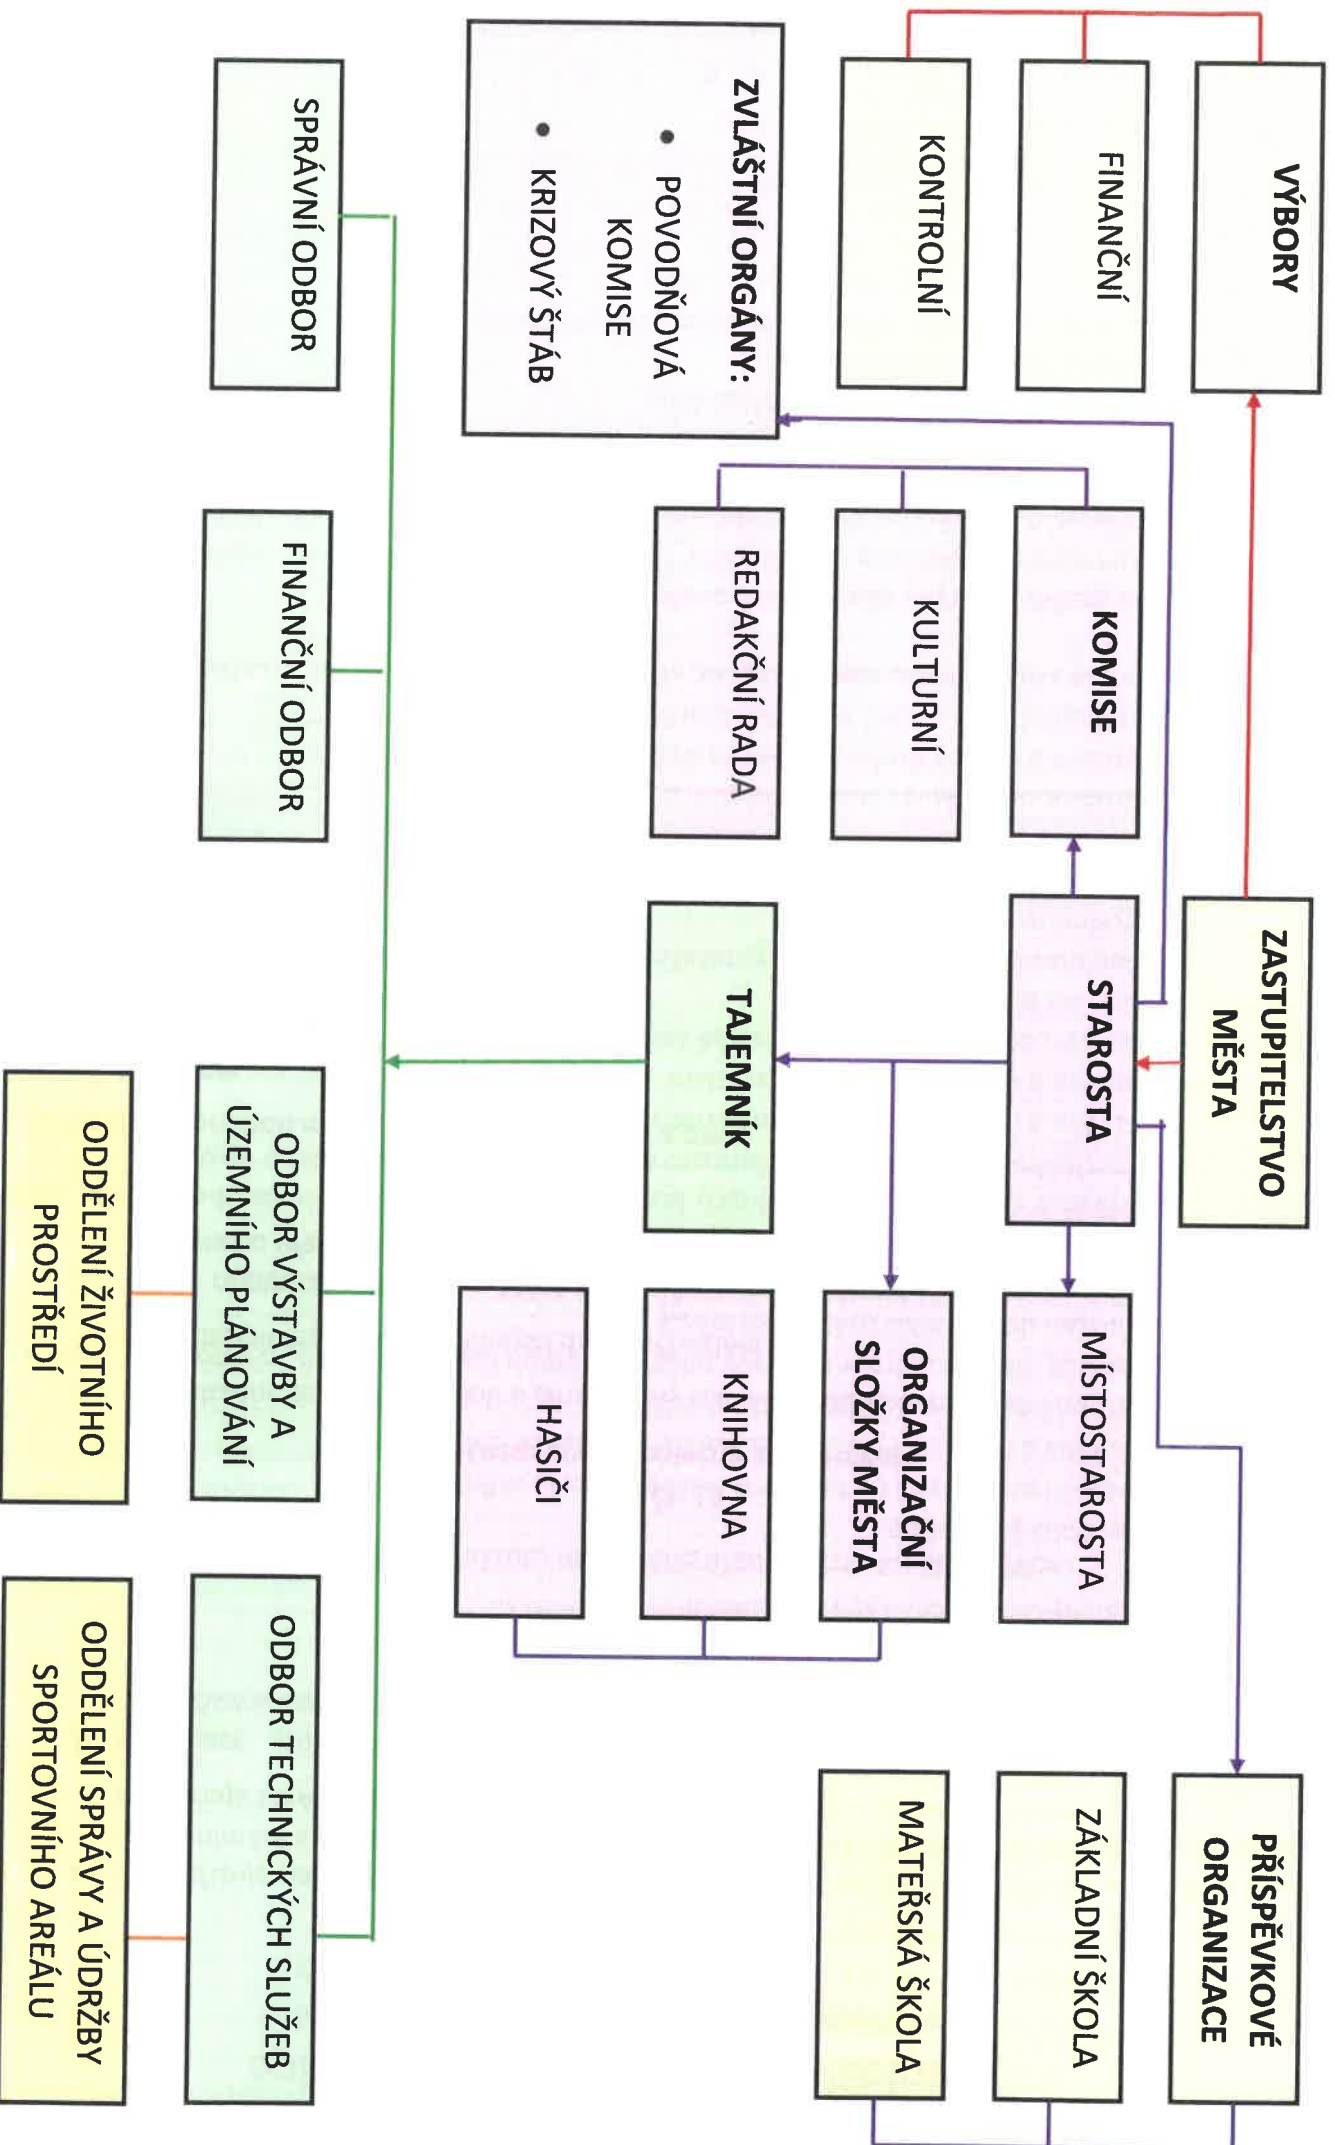 VÝBORY
FINANČNÍ
KONTROLNÍ
ZVLÁŠTNÍ ORGÁNY:
• POVODŇOVÁ
KOMISE
• KRIZOVÝ ŠTÁB
ZASTUPITELSTVO
MĚSTA
STAROSTA
KOMISE
KULTURNÍ
REDAKČNÍ RADA
MÍSTOSTAROSTA
TAJEMNÍK
ORGANIZAČNÍ
SLOŽKY MĚSTA
KNIHOVNA
HASIČI
PŘÍSPĚVKOVÉ
ORGANIZACE
ZÁKLADNÍ ŠKOLA
MATEŘSKÁ ŠKOLA
SPRÁVNÍ ODBOR
FINANČNÍ ODBOR
ODBOR VÝSTAVBY A
ÚZEMNÍHO PLÁNOVÁNÍ
ODBOR TECHNICKÝCH SLUŽEB
ODDĚLENÍ ŽIVOTNÍHO
PROSTŘEDÍ
ODDĚLENÍ SPRÁVY A ÚDRŽBY
SPORTOVNÍHO AREÁLU